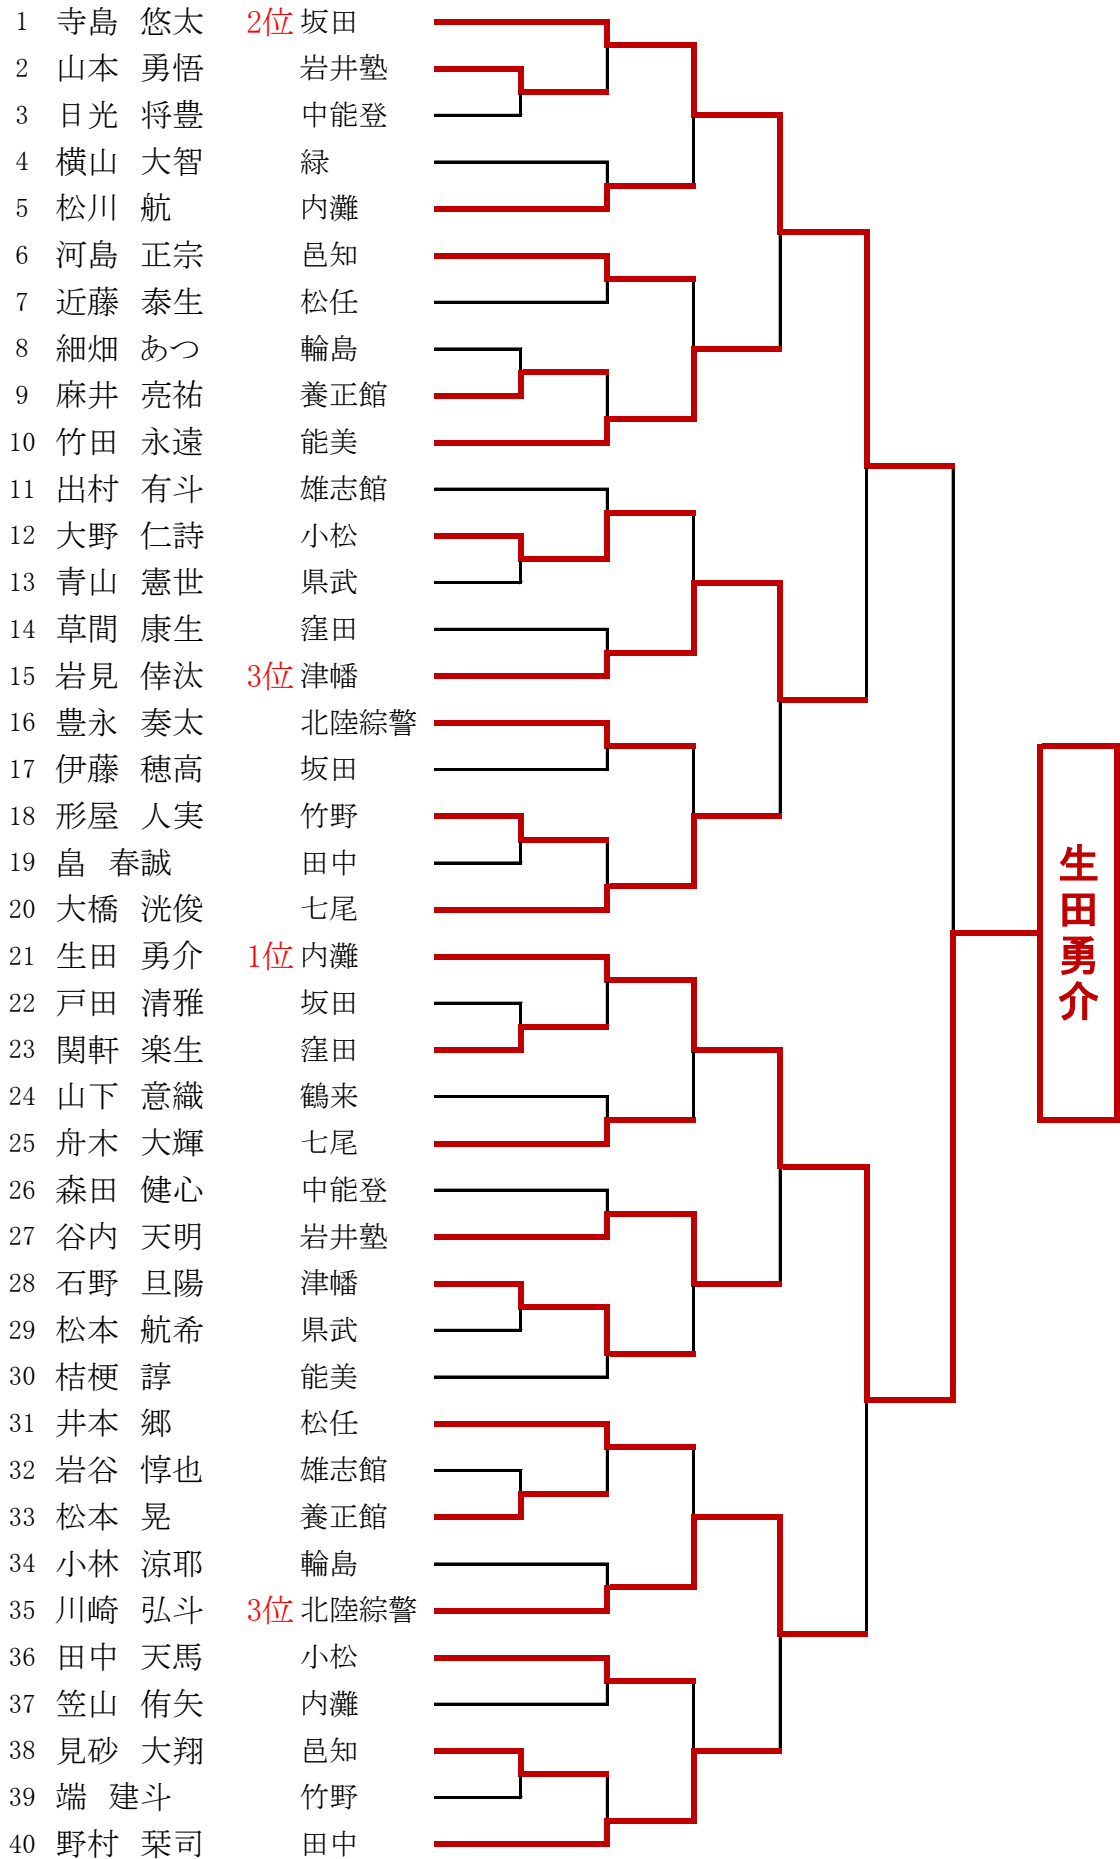 1 寺島 悠太 2位 坂田
2 山本 勇悟 岩井塾
3 日光 将豊 中能登
4 横山 大智 緑
5 松川 航 内灘
6 河島 正宗 邑知
7 近藤 泰生 松任
8 細畑 あつ 輪島
9 麻井 亮祐 養正館
10 竹田 永遠 能美
11 出村 有斗 雄志館
12 大野 仁詩 小松
13 青山 憲世 県武
14 草間 康生 窪田
15 岩見 倖汰 3位 津幡
16 豊永 奏太 北陸綜警
17 伊藤 穂高 坂田
18 形屋 人実 竹野
19 畠 春誠 田中
20 大橋 洸俊 七尾
21 生田 勇介 1位 内灘
22 戸田 清雅 坂田
23 関軒 楽生 窪田
24 山下 意織 鶴来
25 舟木 大輝 七尾
26 森田 健心 中能登
27 谷内 天明 岩井塾
28 石野 旦陽 津幡
29 松本 航希 県武
30 桔梗 諄 能美
31 井本 郷 松任
32 岩谷 惇也 雄志館
33 松本 晃 養正館
34 小林 涼耶 輪島
35 川崎 弘斗 3位 北陸綜警
36 田中 天馬 小松
37 笠山 侑矢 内灘
38 見砂 大翔 邑知
39 端 建斗 竹野
40 野村 栞司 田中
生田勇介